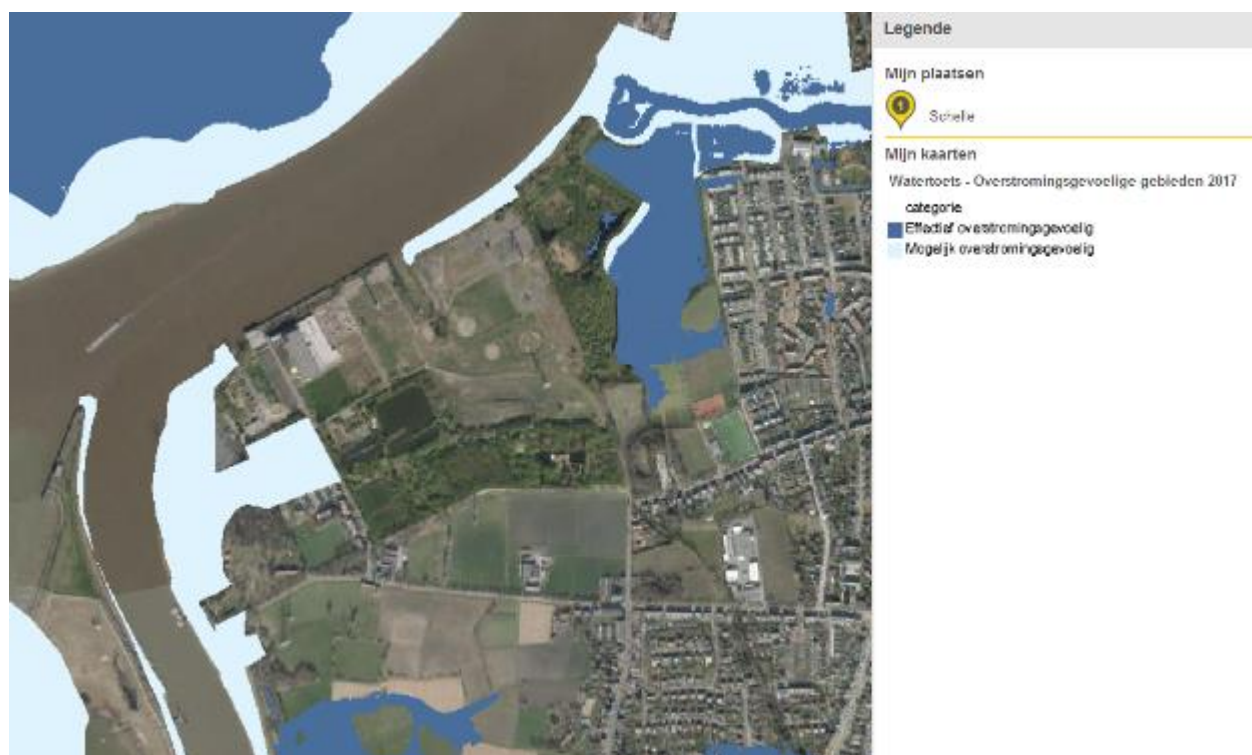 Legende
Mijn plaatsen
Schelle
Mijn kaarten
Watertoets - Overstromingsgevoelige gebieden 2017
categorie
Effectief overstromingsgevoelig
Mogelijk overstromingsgevoelig